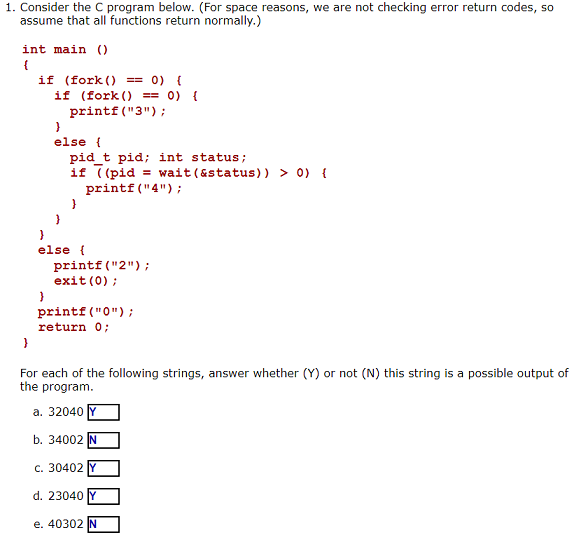 1. Consider the C program below. (For space reasons, we are not checking error return codes, so
assume that all functions return normally.)
int main ()
{
  if (fork() == 0) {
    if (fork() == 0) {
      printf("3");
    }
    else {
      pid_t pid; int status;
      if ((pid = wait(&status)) > 0) {
        printf("4");
      }
    }
  }
  else {
    printf("2");
    exit(0);
  }
  printf("0");
  return 0;
}
For each of the following strings, answer whether (Y) or not (N) this string is a possible output of
the program.
a. 32040 Y
b. 34002 N
c. 30402 Y
d. 23040 Y
e. 40302 N